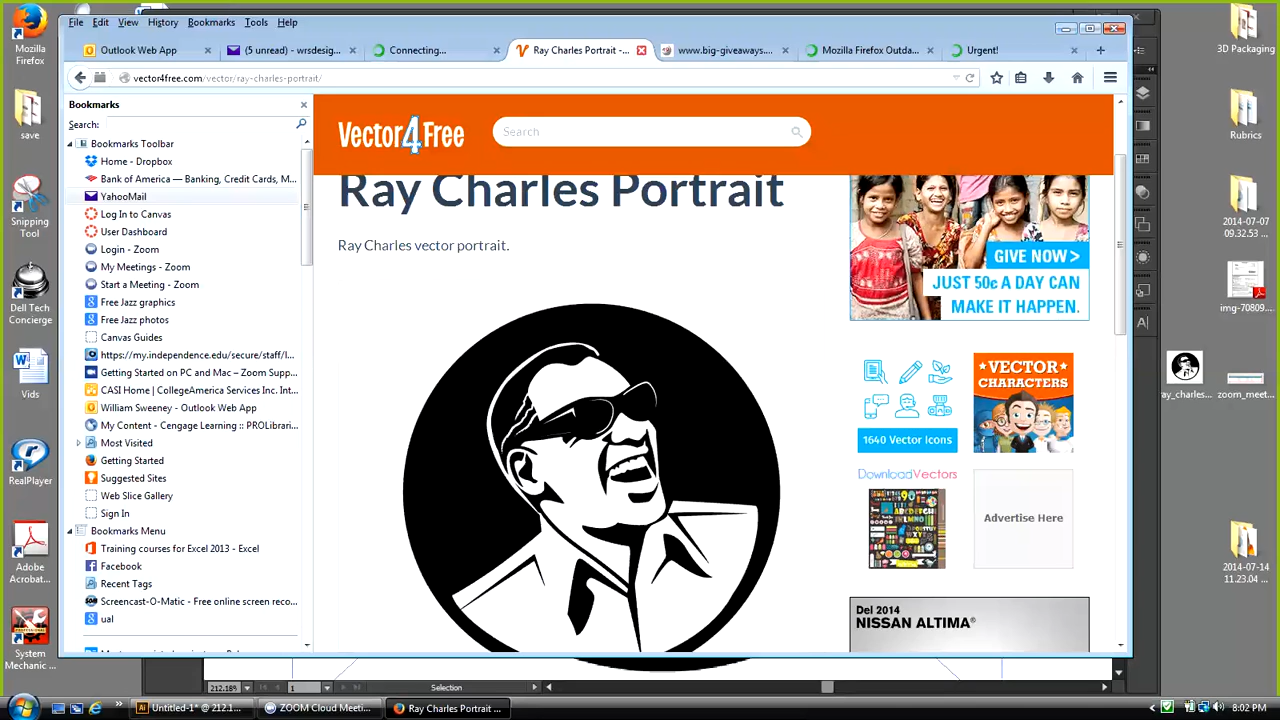 File Edit View History Bookmarks Tools Help
Outlook Web App
(5 unread) - wrsdesig...
Connecting...
Ray Charles Portrait -...
www.big-giveaways....
Mozilla Firefox Outda...
Urgent!
vector4free.com/vector/ray-charles-portrait/
Bookmarks
Search:
Bookmarks Toolbar
Home - Dropbox
Bank of America — Banking, Credit Cards, M...
YahooMail
Log In to Canvas
User Dashboard
Login - Zoom
My Meetings - Zoom
Start a Meeting - Zoom
Free Jazz graphics
Free Jazz photos
Canvas Guides
https://my.independence.edu/secure/staff/l...
Getting Started on PC and Mac – Zoom Supp...
CASI Home | CollegeAmerica Services Inc. Int...
William Sweeney - Outlook Web App
My Content - Cengage Learning :: PROLibrari...
Most Visited
Getting Started
Suggested Sites
Web Slice Gallery
Sign In
Bookmarks Menu
Training courses for Excel 2013 - Excel
Facebook
Recent Tags
Screencast-O-Matic - Free online screen reco...
ual
Vector4Free
Search
Ray Charles Portrait
Ray Charles vector portrait.
GIVE NOW >
JUST 50¢ A DAY CAN
MAKE IT HAPPEN.
1640 Vector Icons
VECTOR
CHARACTERS
DownloadVectors
Advertise Here
Del 2014
NISSAN ALTIMA®
Mozilla
Firefox
save
Snipping
Tool
Dell Tech
Concierge
Vids
RealPlayer
Adobe
Acrobat...
System
Mechanic ...
3D Packaging
Rubrics
2014-07-07
09.32.53 ...
img-70809...
ray_charles...
zoom_meet...
2014-07-14
11.23.04 ...
212.18%
1
Selection
Untitled-1* @ 212.1...
ZOOM Cloud Meeti...
Ray Charles Portrait ...
8:02 PM